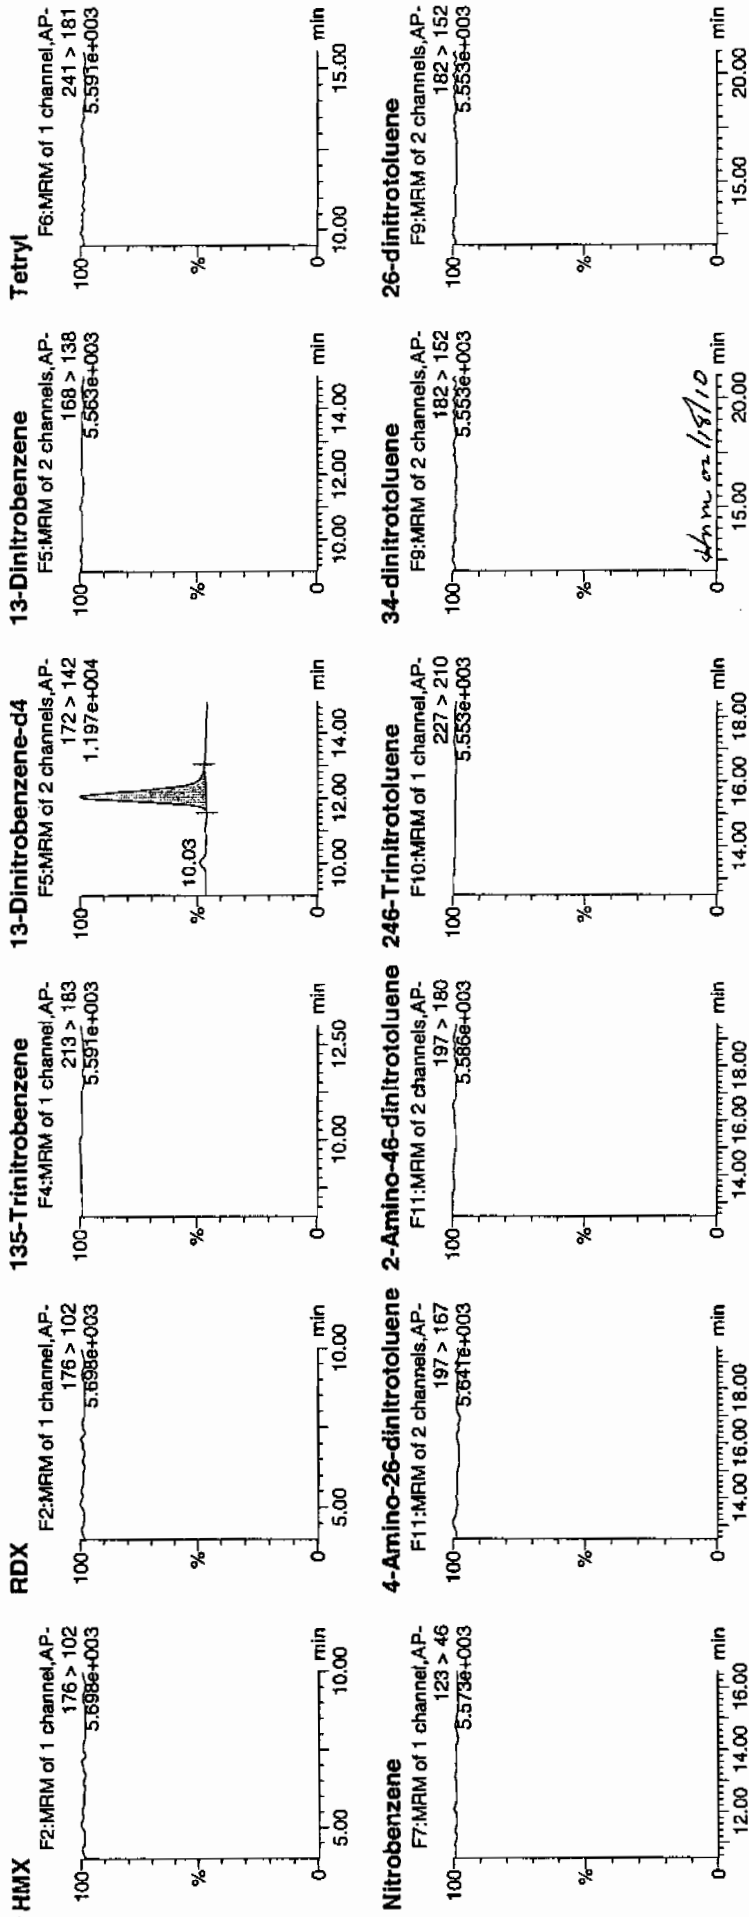 HMX
F2:MRM of 1 channel,AP-
176 > 102
5.698e+003
100
%
0
5.00 10.00 min
RDX
F2:MRM of 1 channel,AP-
176 > 102
5.698e+003
100
%
0
5.00 10.00 min
135-Trinitrobenzene
F4:MRM of 1 channel,AP-
213 > 183
5.591e+003
100
%
0
10.00 12.50 min
13-Dinitrobenzene-d4
F5:MRM of 2 channels,AP-
172 > 142
1.197e+004
100
%
10.03
0
10.00 12.00 14.00 min
13-Dinitrobenzene
F5:MRM of 2 channels,AP-
168 > 138
5.563e+003
100
%
0
10.00 12.00 14.00 min
Tetryl
F6:MRM of 1 channel,AP-
241 > 181
5.591e+003
100
%
0
10.00 15.00 min
Nitrobenzene
F7:MRM of 1 channel,AP-
123 > 46
5.573e+003
100
%
0
12.00 14.00 16.00 min
4-Amino-26-dinitrotoluene
F11:MRM of 2 channels,AP-
197 > 167
5.641e+003
100
%
0
14.00 16.00 18.00 min
2-Amino-46-dinitrotoluene
F11:MRM of 2 channels,AP-
197 > 180
5.586e+003
100
%
0
14.00 16.00 18.00 min
246-Trinitrotoluene
F10:MRM of 1 channel,AP-
227 > 210
5.553e+003
100
%
0
14.00 16.00 18.00 min
34-dinitrotoluene
F9:MRM of 2 channels,AP-
182 > 152
5.553e+003
100
%
02/18/10
0
15.00 20.00 min
26-dinitrotoluene
F9:MRM of 2 channels,AP-
182 > 152
5.553e+003
100
%
0
15.00 20.00 min